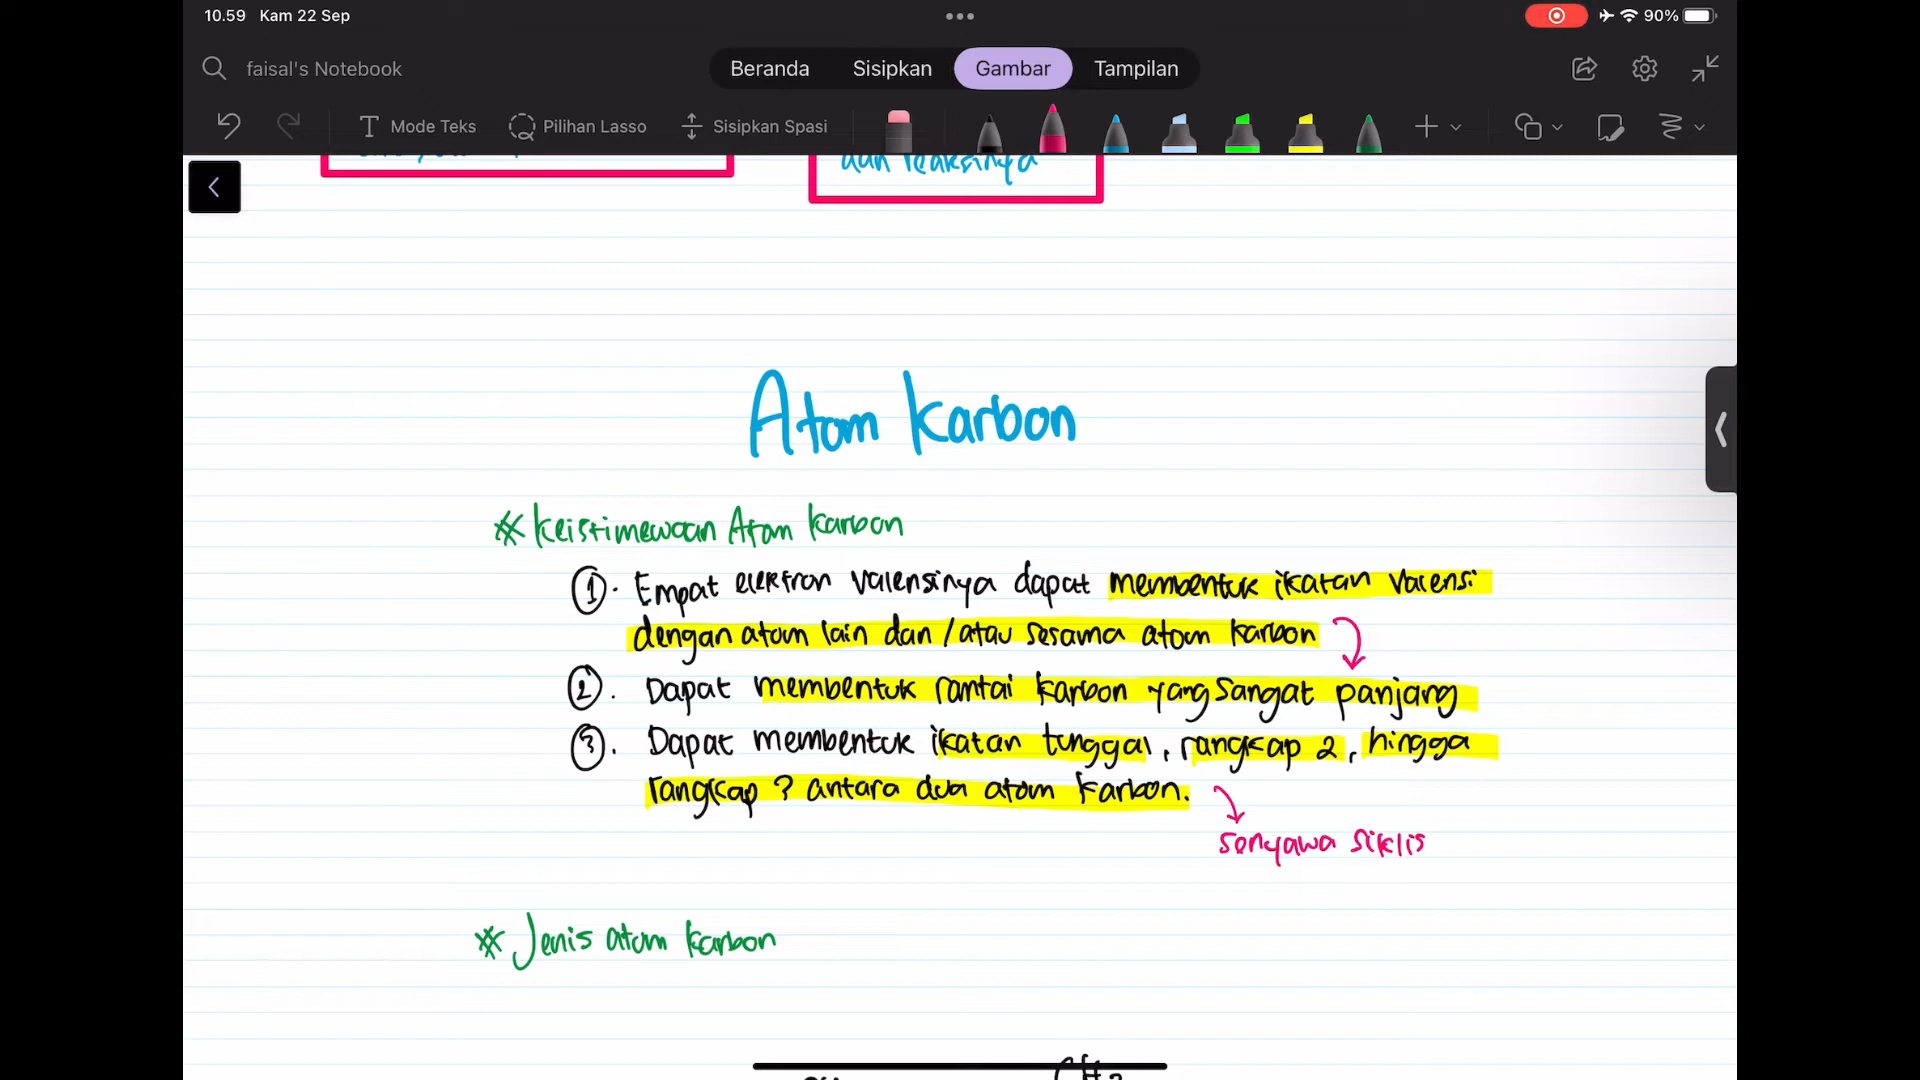 10.59 Kam 22 Sep
90%
faisal's Notebook
Beranda Sisipkan Gambar Tampilan
Mode Teks Pilihan Lasso Sisipkan Spasi
dan reaksinya
Atom Karbon
* Keistimewaan Atom Karbon
1. Empat elektron valensinya dapat membentuk ikatan valensi
dengan atom lain dan/atau sesama atom karbon
2. Dapat membentuk rantai karbon yang sangat panjang
3. Dapat membentuk ikatan tunggal, rangkap 2, hingga
rangkap 3 antara dua atom karbon.
senyawa siklis
* Jenis atom karbon